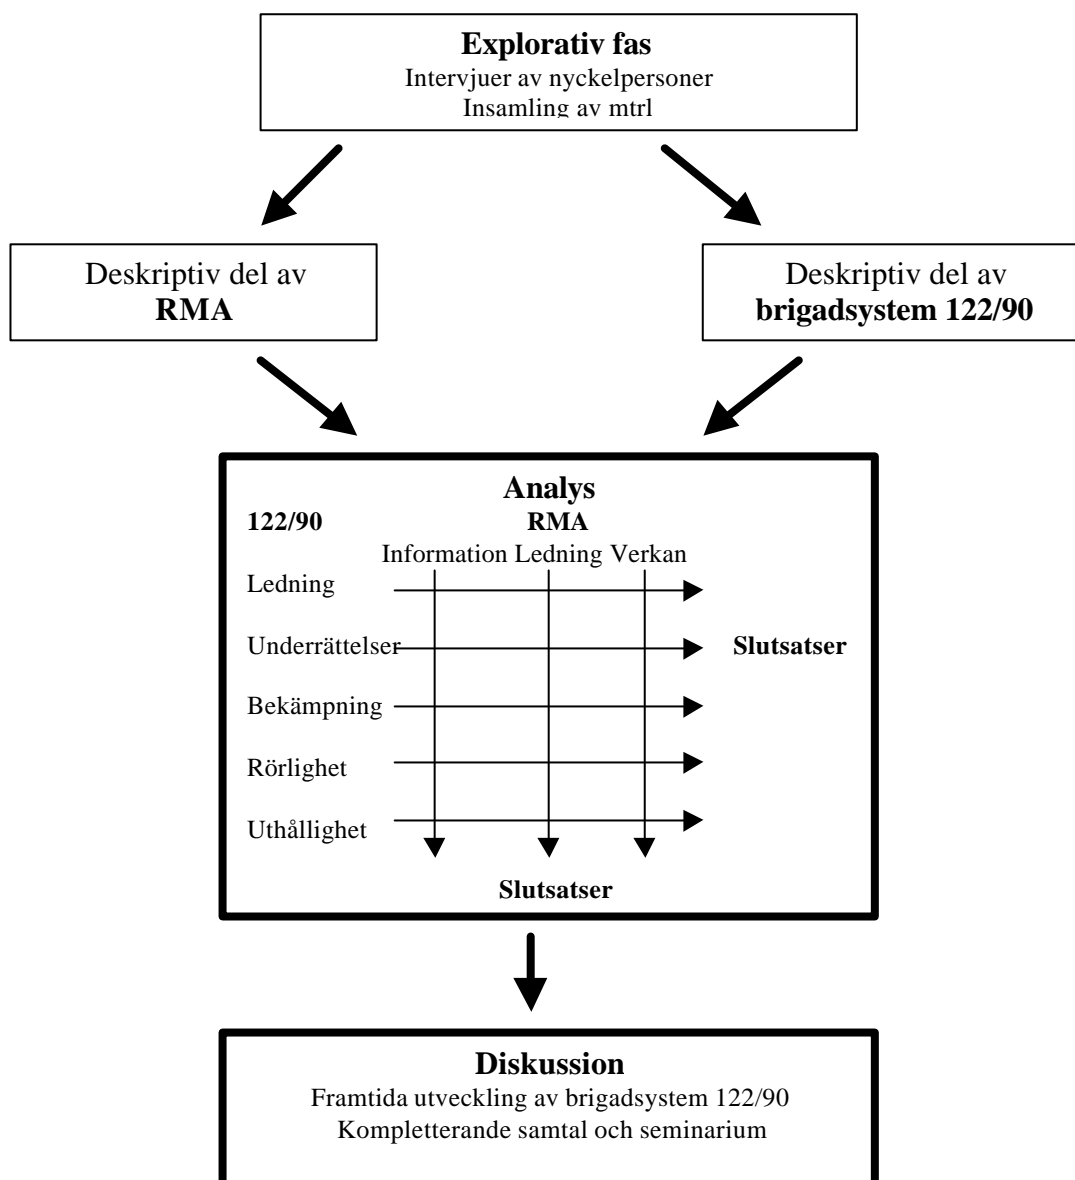 Explorativ fas
Intervjuer av nyckelpersoner
Insamling av mtrl
Deskriptiv del av
RMA
Deskriptiv del av
brigadsystem 122/90
Analys
122/90 RMA
Information Ledning Verkan
Ledning
Underrättelser
Slutsatser
Bekämpning
Rörlighet
Uthållighet
Slutsatser
Diskussion
Framtida utveckling av brigadsystem 122/90
Kompletterande samtal och seminarium